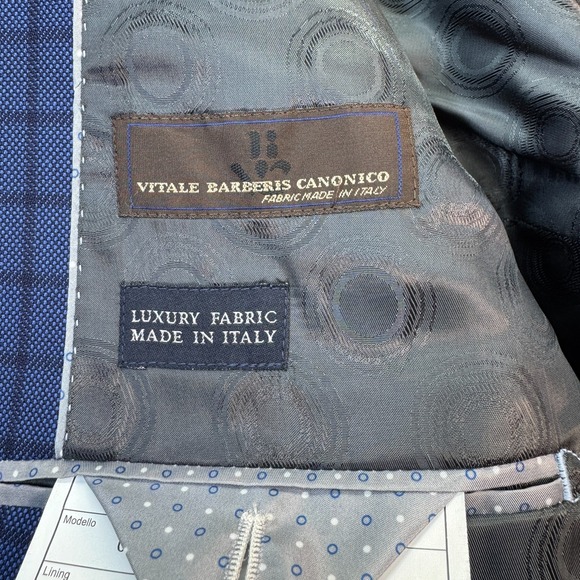 VITALE BARBERIS CANONICO
FABRIC MADE IN ITALY
LUXURY FABRIC
MADE IN ITALY
Modello
Lining